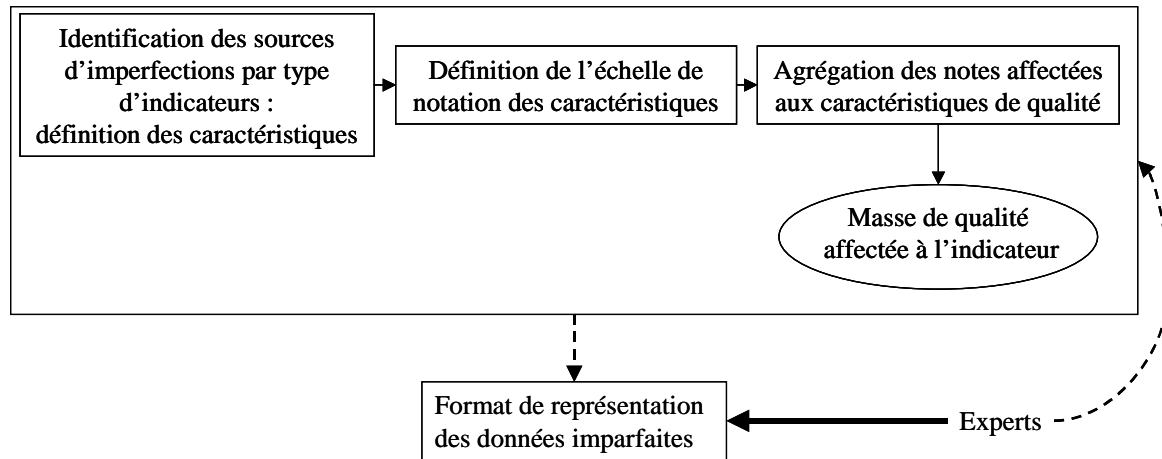 Identification des sources
d’imperfections par type
d’indicateurs :
définition des caractéristiques
Définition de l’échelle de
notation des caractéristiques
Agrégation des notes affectées
aux caractéristiques de qualité
Masse de qualité
affectée à l’indicateur
Format de représentation
des données imparfaites
Experts